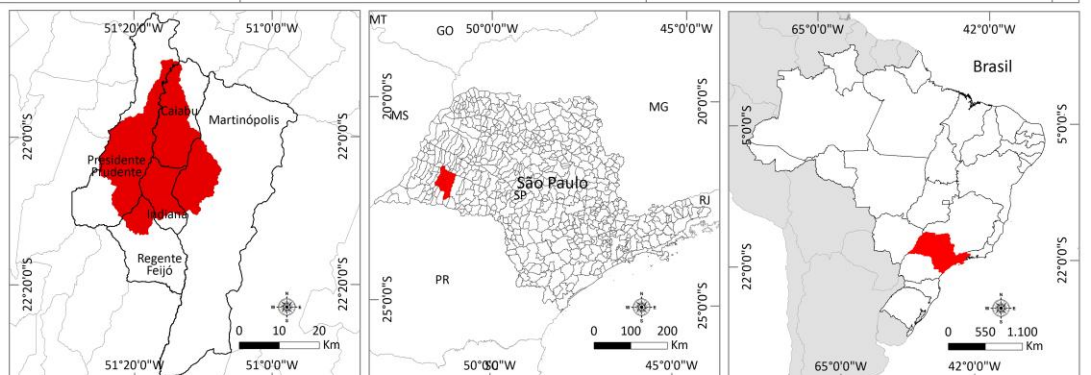 51°20'0"W
51°0'0"W
22°0'0"S
22°0'0"S
Caiabu
Martinópolis
Presidente
Prudente
Indiana
Regente
Feijó
22°20'0"S
22°20'0"S
0 10 20
Km
51°20'0"W
51°0'0"W
MT
GO
50°0'0"W
45°0'0"W
20°0'0"S
20°0'0"S
MS
MG
São Paulo
SP
RJ
PR
25°0'0"S
25°0'0"S
0 100 200
Km
50°0'0"W
45°0'0"W
65°0'0"W
42°0'0"W
Brasil
5°0'0"S
5°0'0"S
22°0'0"S
22°0'0"S
0 550 1.100
Km
65°0'0"W
42°0'0"W